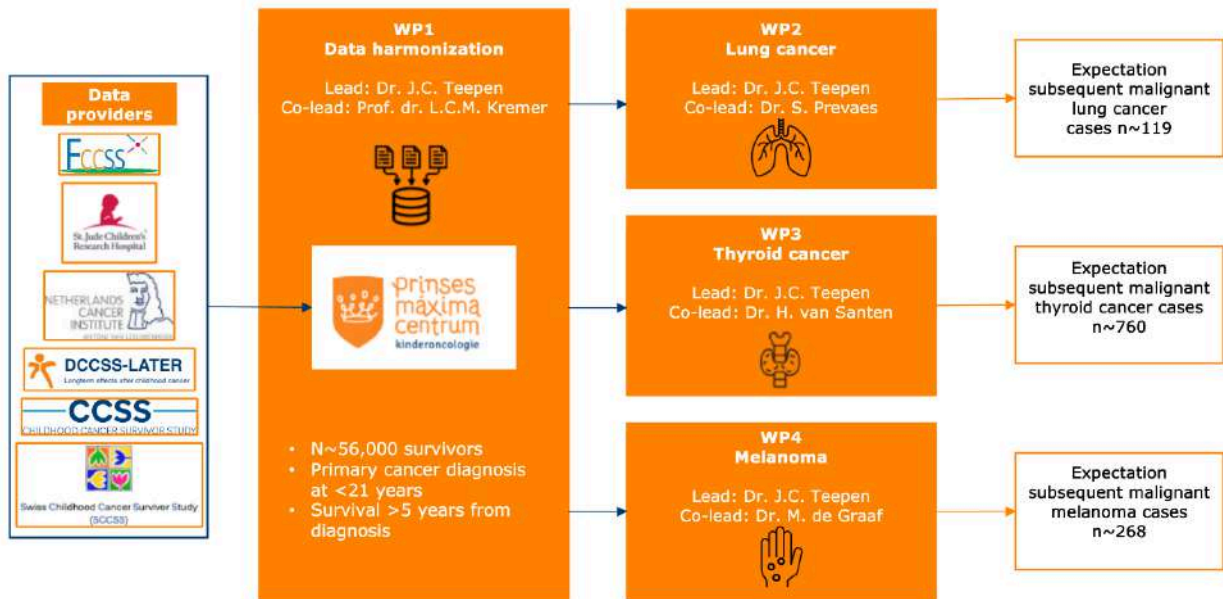 Data
providers
FCCSS
St. Jude Children's
Research Hospital
NETHERLANDS
CANCER
INSTITUTE
DCCSS-LATER
Longterm effects after childhood cancer
CCSS
CHILDHOOD CANCER SURVIVOR STUDY
Swiss Childhood Cancer Surviver Study
(SCCSS)
WP1
Data harmonization
Lead: Dr. J.C. Teepen
Co-lead: Prof. dr. L.C.M. Kremer
prinses
máxima
centrum
kinderoncologie
• N~56,000 survivors
• Primary cancer diagnosis
at <21 years
• Survival >5 years from
diagnosis
WP2
Lung cancer
Lead: Dr. J.C. Teepen
Co-lead: Dr. S. Prevaes
Expectation
subsequent malignant
lung cancer
cases n~119
WP3
Thyroid cancer
Lead: Dr. J.C. Teepen
Co-lead: Dr. H. van Santen
Expectation
subsequent malignant
thyroid cancer cases
n~760
WP4
Melanoma
Lead: Dr. J.C. Teepen
Co-lead: Dr. M. de Graaf
Expectation
subsequent malignant
melanoma cases
n~268